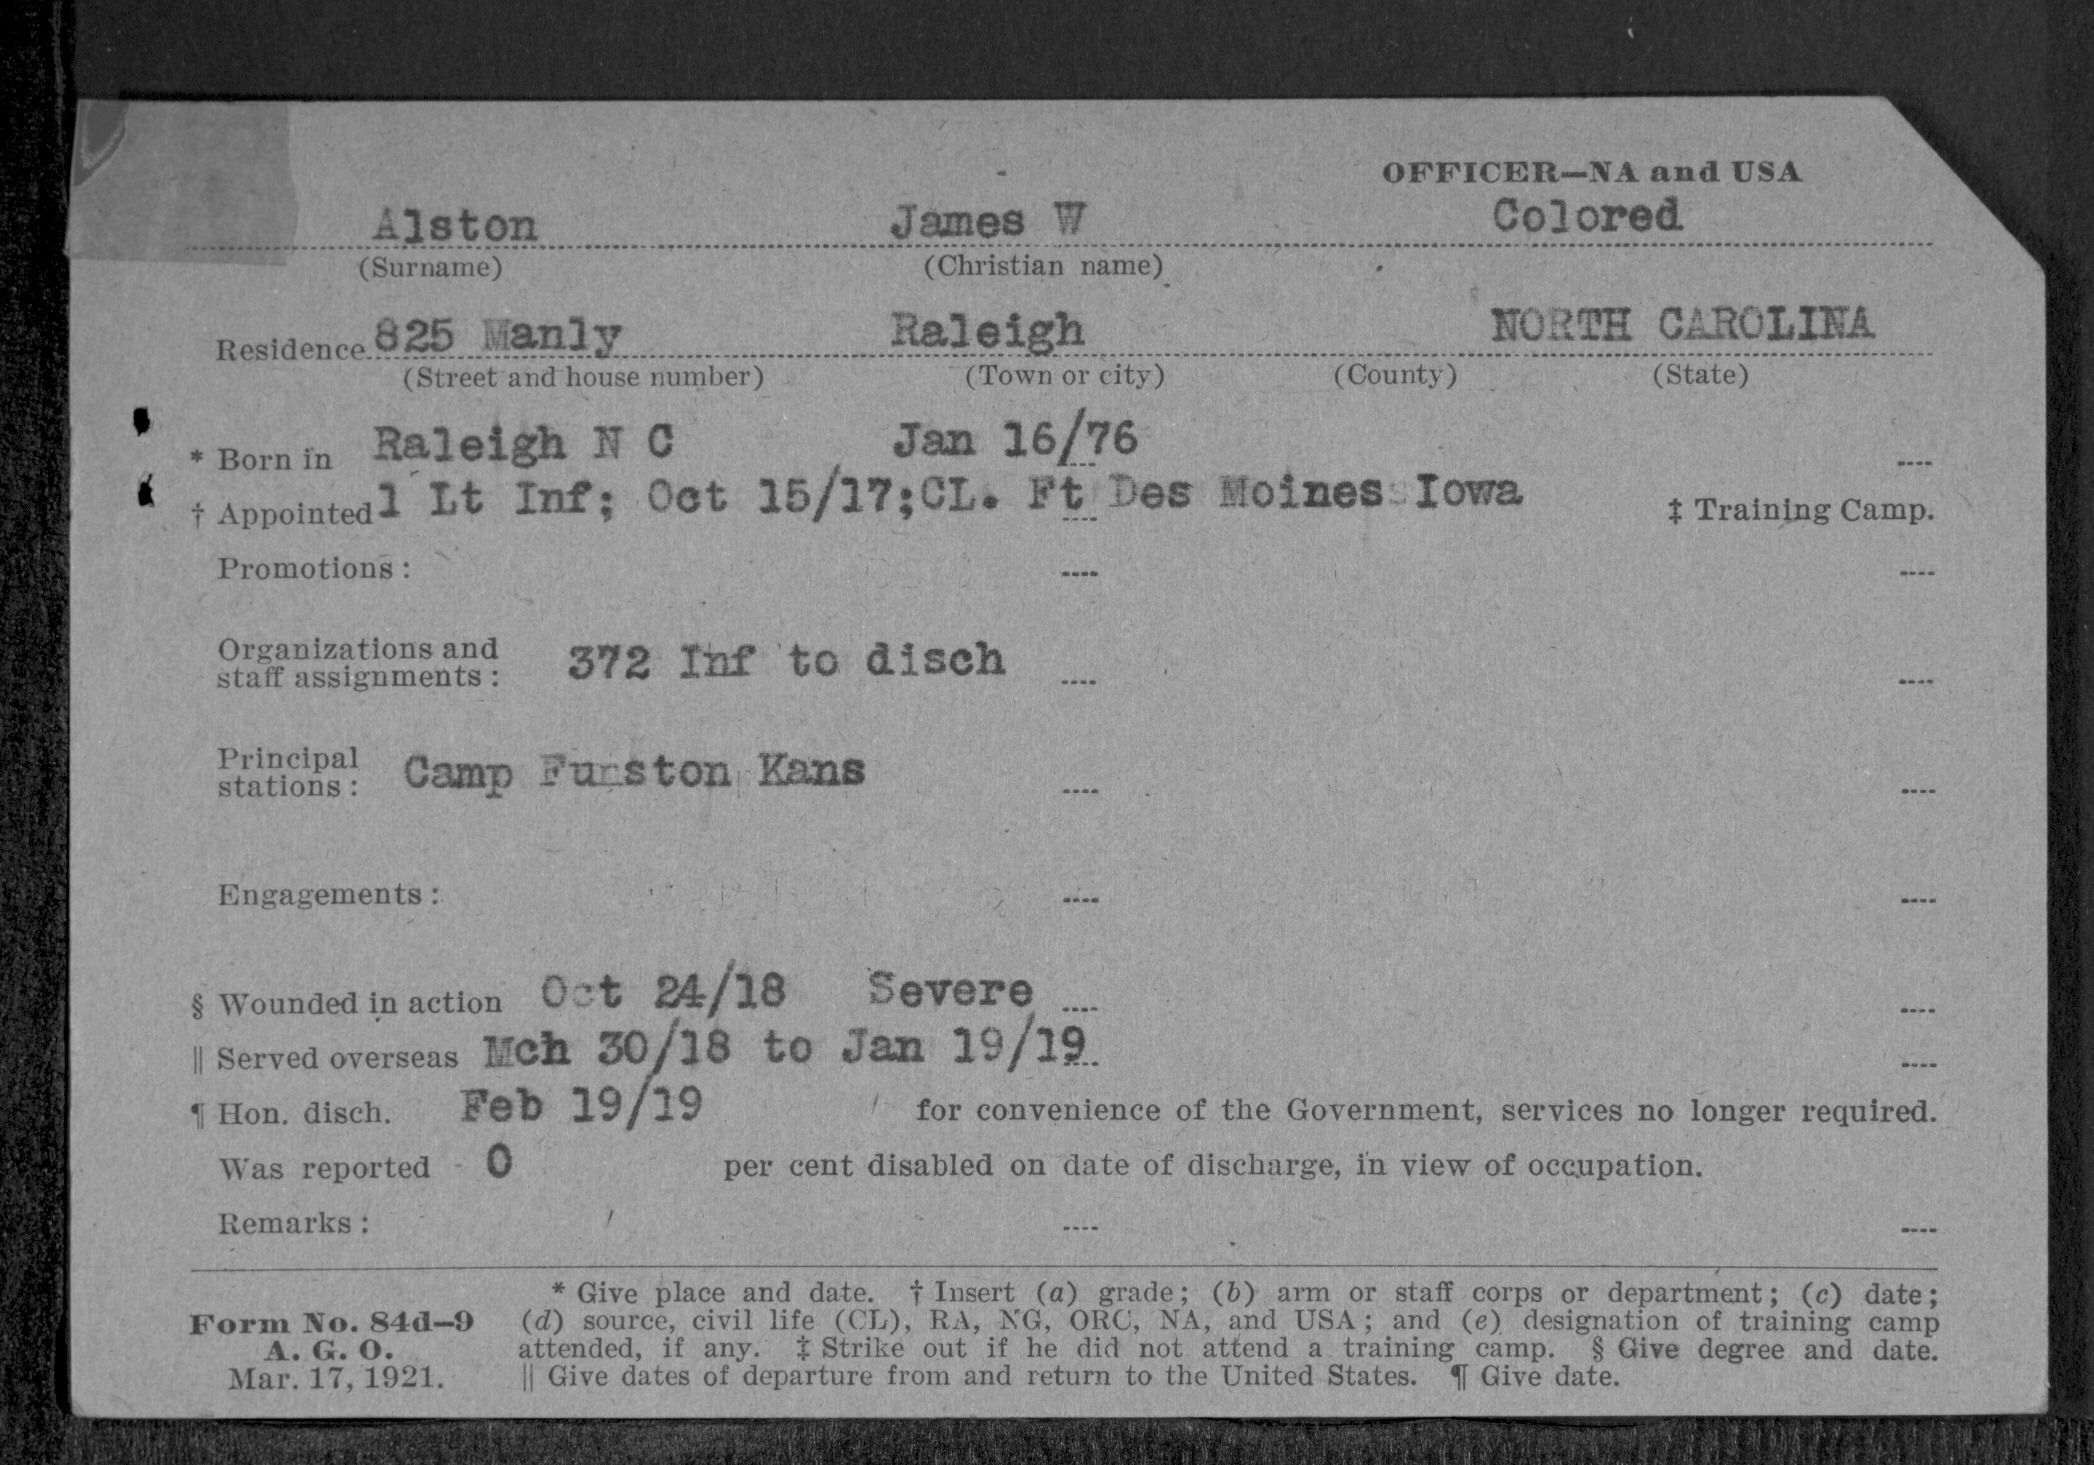 OFFICER—NA and USA
Alston James W Colored
(Surname) (Christian name)
Residence 825 Manly Raleigh NORTH CAROLINA
(Street and house number) (Town or city) (County) (State)
* Born in Raleigh N C Jan 16/76
† Appointed 1 Lt Inf; Oct 15/17;CL. Ft Des Moines Iowa ‡ Training Camp.
Promotions:
Organizations and
staff assignments: 372 Inf to disch
Principal
stations: Camp Funston Kans
Engagements:
§ Wounded in action Oct 24/18 Severe
|| Served overseas Mch 30/18 to Jan 19/19
¶ Hon. disch. Feb 19/19 for convenience of the Government, services no longer required.
Was reported 0 per cent disabled on date of discharge, in view of occupation.
Remarks:
* Give place and date. † Insert (a) grade; (b) arm or staff corps or department; (c) date;
Form No. 84d–9 (d) source, civil life (CL), RA, NG, ORC, NA, and USA; and (e) designation of training camp
A. G. O. attended, if any. ‡ Strike out if he did not attend a training camp. § Give degree and date.
Mar. 17, 1921. || Give dates of departure from and return to the United States. ¶ Give date.